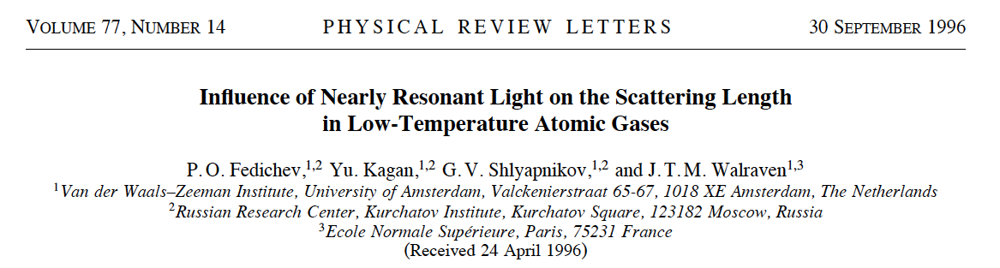 VOLUME 77, NUMBER 14 PHYSICAL REVIEW LETTERS 30 SEPTEMBER 1996
Influence of Nearly Resonant Light on the Scattering Length
in Low-Temperature Atomic Gases
P. O. Fedichev,1,2 Yu. Kagan,1,2 G. V. Shlyapnikov,1,2 and J. T. M. Walraven1,3
1Van der Waals–Zeeman Institute, University of Amsterdam, Valckenierstraat 65-67, 1018 XE Amsterdam, The Netherlands
2Russian Research Center, Kurchatov Institute, Kurchatov Square, 123182 Moscow, Russia
3Ecole Normale Supérieure, Paris, 75231 France
(Received 24 April 1996)